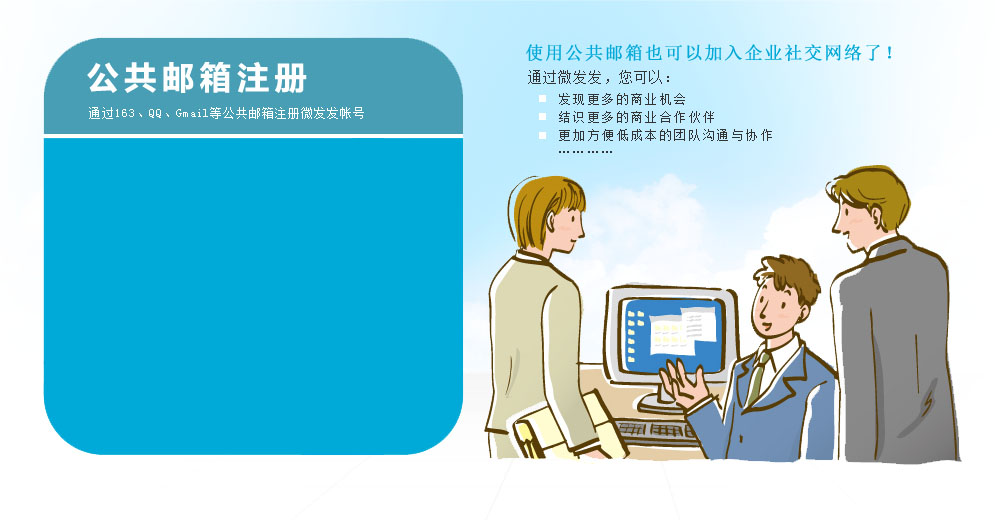 公共邮箱注册
通过163、QQ、Gmail等公共邮箱注册微发发帐号
使用公共邮箱也可以加入企业社交网络了！
通过微发发，您可以：
发现更多的商业机会
结识更多的商业合作伙伴
更加方便低成本的团队沟通与协作
…………